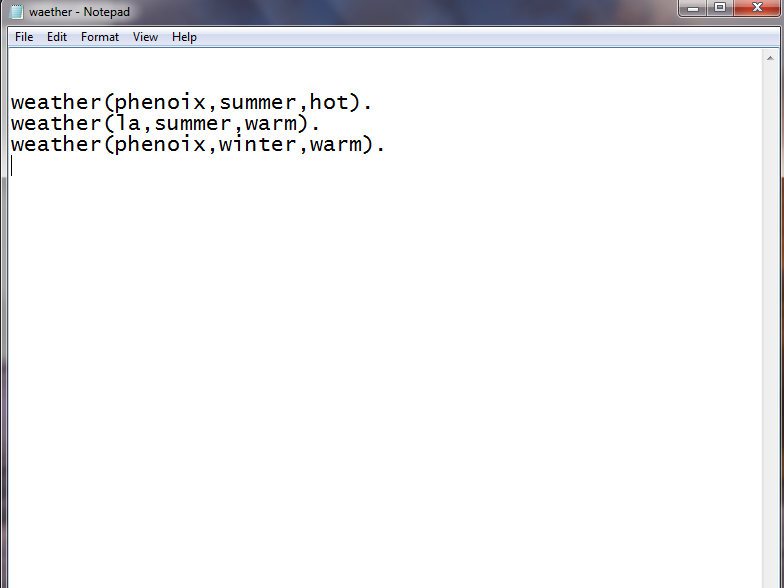 waether - Notepad
File Edit Format View Help
weather(phenoix,summer,hot).
weather(la,summer,warm).
weather(phenoix,winter,warm).